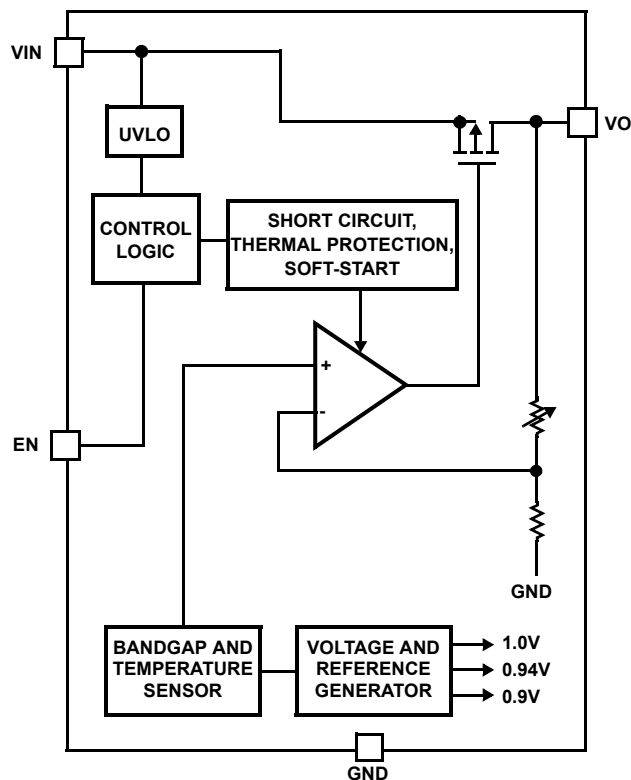 VIN
VO
UVLO
CONTROL
LOGIC
SHORT CIRCUIT,
THERMAL PROTECTION,
SOFT-START
+
-
EN
GND
BANDGAP AND
TEMPERATURE
SENSOR
VOLTAGE AND
REFERENCE
GENERATOR
1.0V
0.94V
0.9V
GND